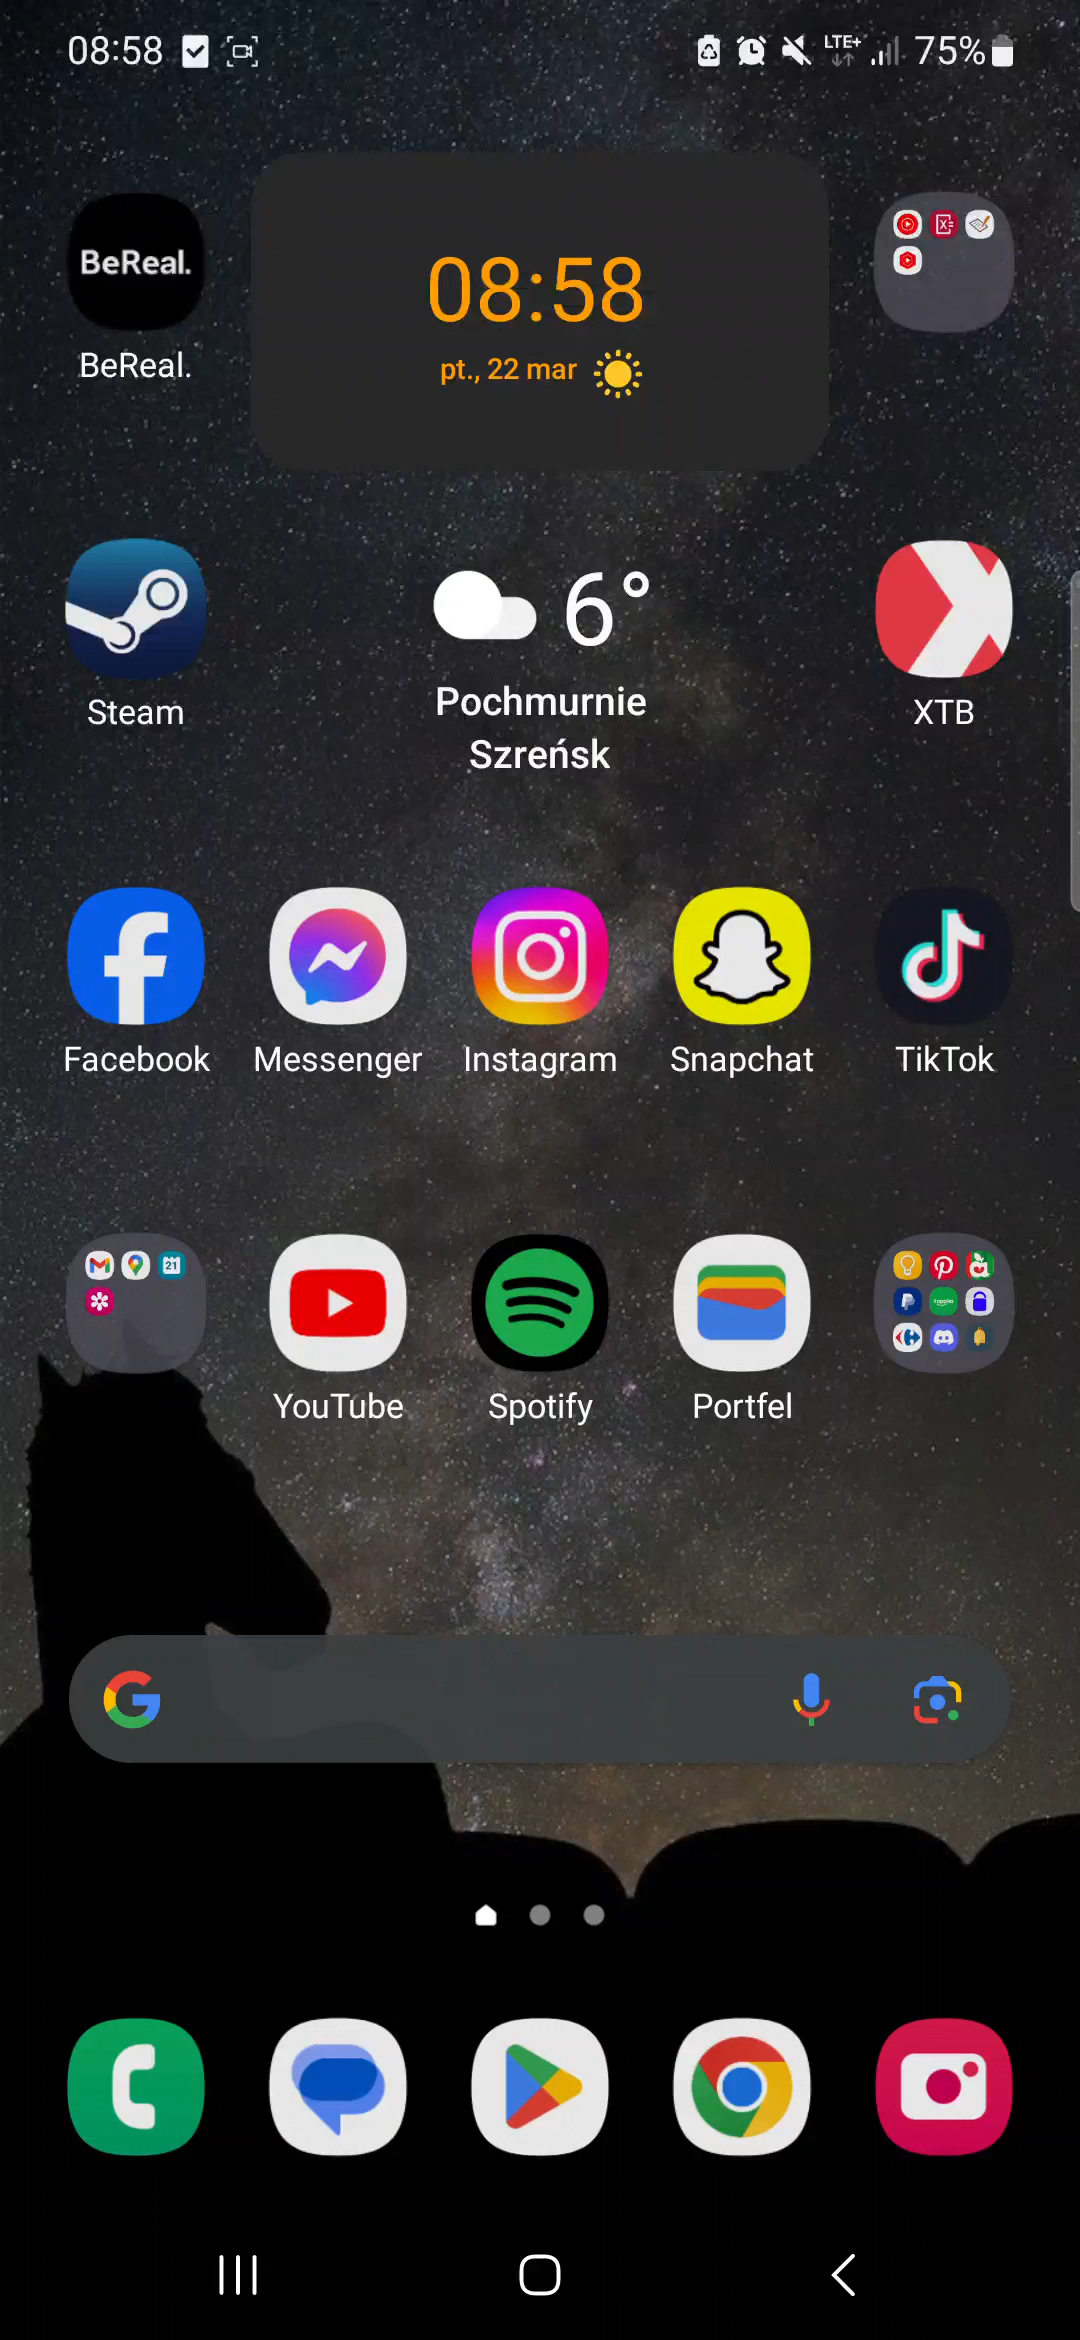 08:58
LTE+
75%
BeReal.
08:58
pt., 22 mar
BeReal.
6°
Pochmurnie
Szreńsk
Steam
XTB
Facebook
Messenger
Instagram
Snapchat
TikTok
21
YouTube
Spotify
Portfel